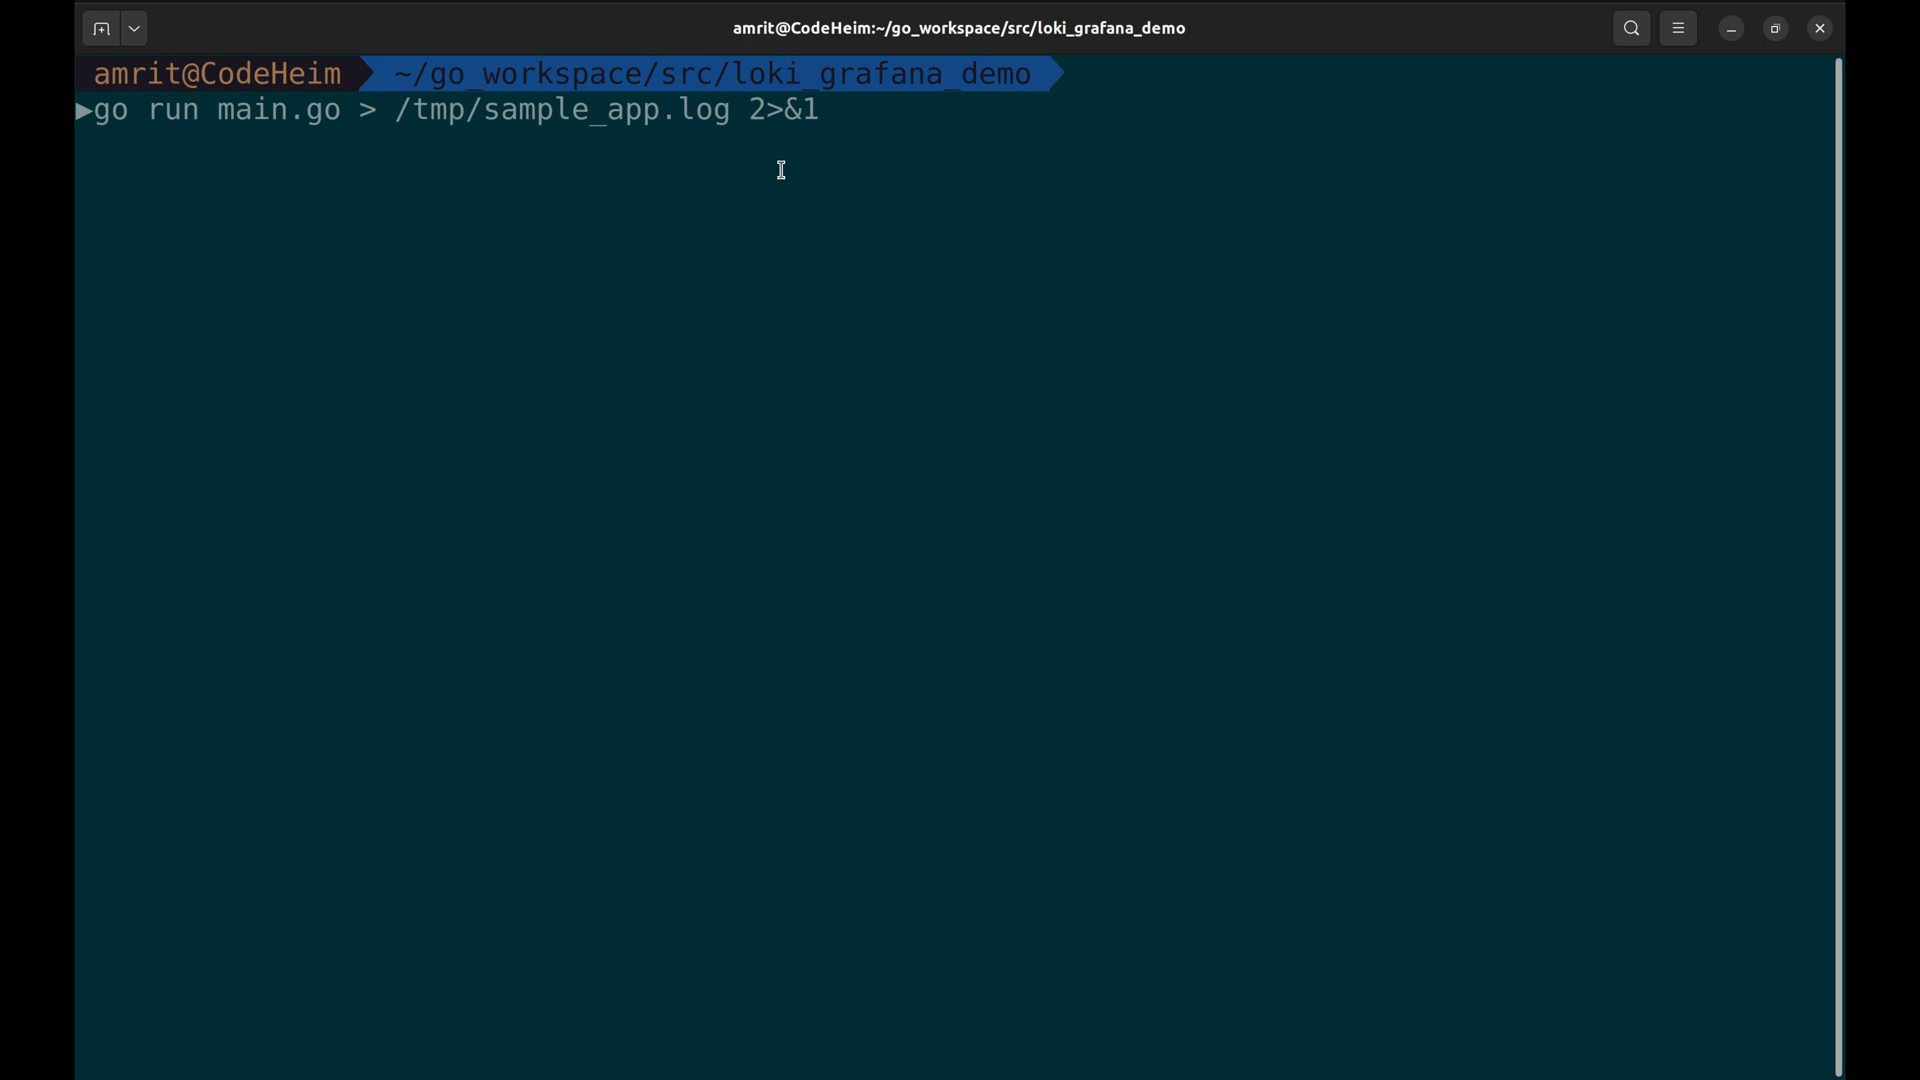 amrit@CodeHeim:~/go_workspace/src/loki_grafana_demo
amrit@CodeHeim ~/go_workspace/src/loki_grafana_demo
▶go run main.go > /tmp/sample_app.log 2>&1